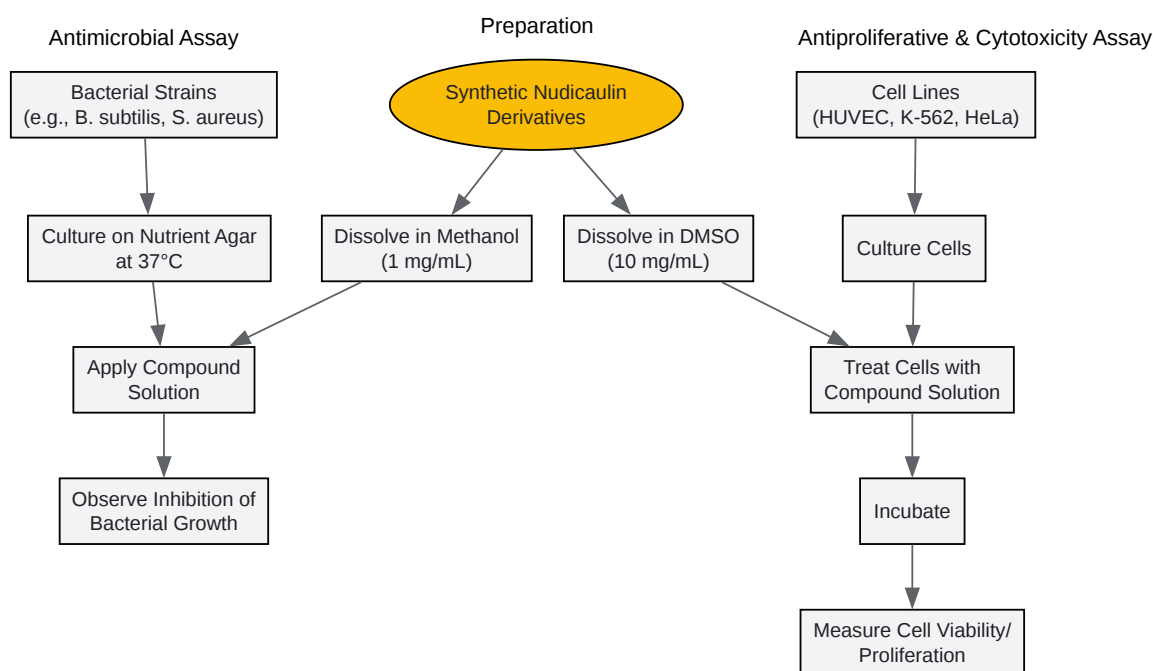 Antimicrobial Assay
Preparation
Antiproliferative & Cytotoxicity Assay
Bacterial Strains
(e.g., B. subtilis, S. aureus)
Synthetic Nudicaulin
Derivatives
Cell Lines
(HUVEC, K-562, HeLa)
Culture on Nutrient Agar
at 37°C
Dissolve in Methanol
(1 mg/mL)
Dissolve in DMSO
(10 mg/mL)
Culture Cells
Apply Compound
Solution
Treat Cells with
Compound Solution
Observe Inhibition of
Bacterial Growth
Incubate
Measure Cell Viability/
Proliferation